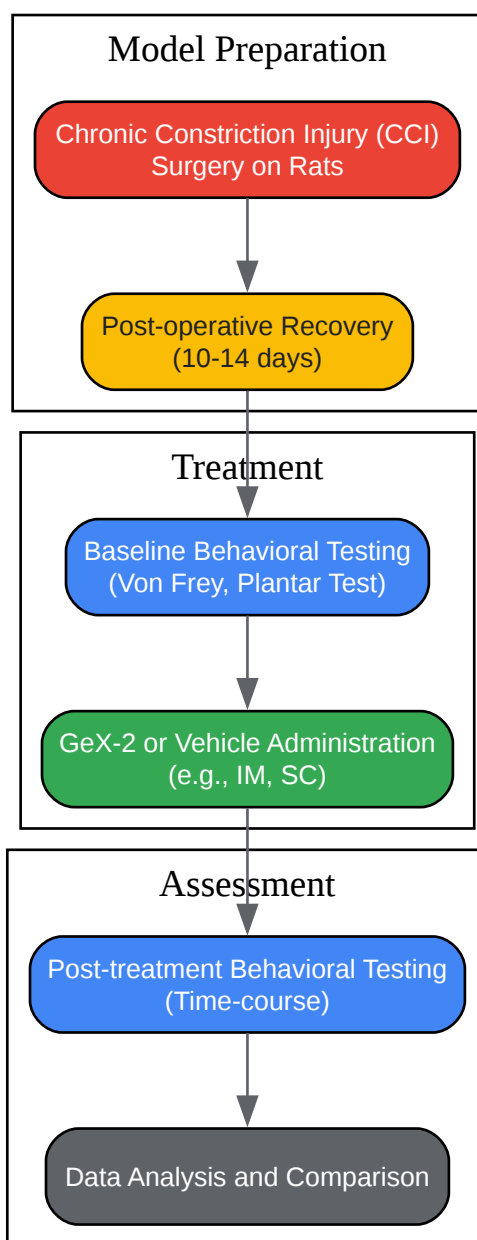 Model Preparation
Chronic Constriction Injury (CCI)
Surgery on Rats
Post-operative Recovery
(10-14 days)
Treatment
Baseline Behavioral Testing
(Von Frey, Plantar Test)
GeX-2 or Vehicle Administration
(e.g., IM, SC)
Assessment
Post-treatment Behavioral Testing
(Time-course)
Data Analysis and Comparison